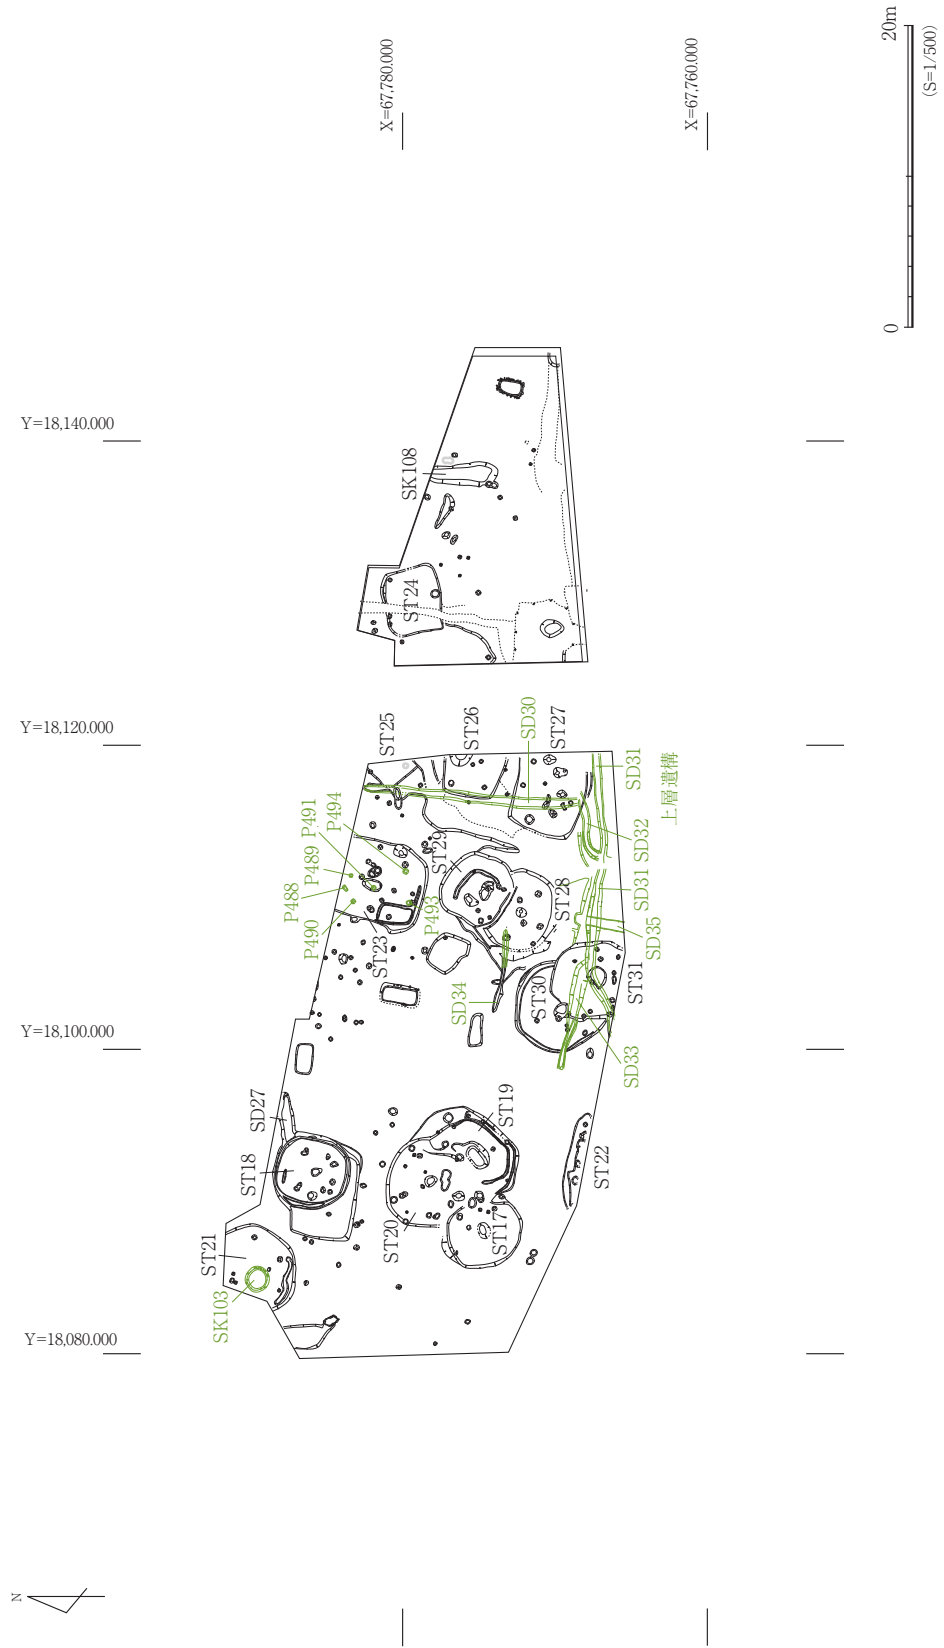 20m
0
(S=1/500)
X=67,780.000
X=67,760.000
Y=18,140.000
SK108
ST24
Y=18,120.000
ST25
ST26
SD30
ST27
SD31
上層遺構
P494
P491
P489
P488
P490
ST29
SD32
ST23
P493
ST28
SD31
SD35
SD34
ST30
ST31
SD33
Y=18,100.000
SD27
ST18
ST19
ST22
ST21
ST20
ST17
SK103
Y=18,080.000
N